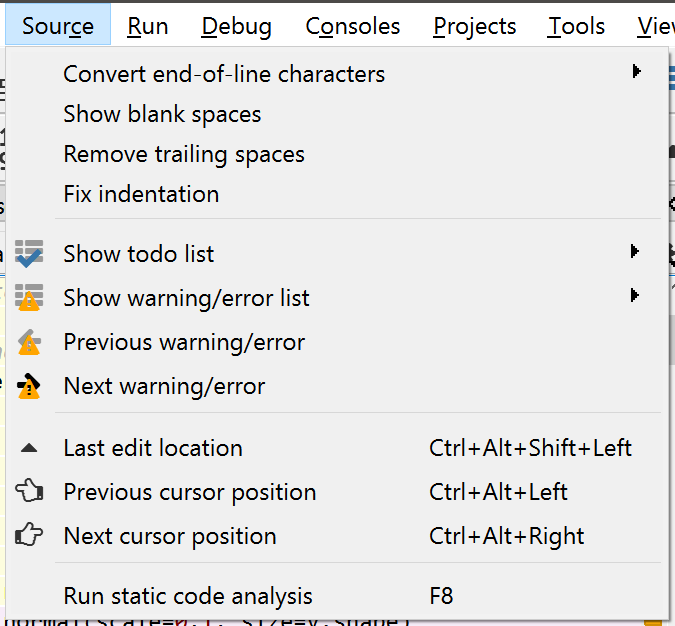 Source Run Debug Consoles Projects Tools View
Convert end-of-line characters
Show blank spaces
Remove trailing spaces
Fix indentation
Show todo list
Show warning/error list
Previous warning/error
Next warning/error
Last edit location Ctrl+Alt+Shift+Left
Previous cursor position Ctrl+Alt+Left
Next cursor position Ctrl+Alt+Right
Run static code analysis F8